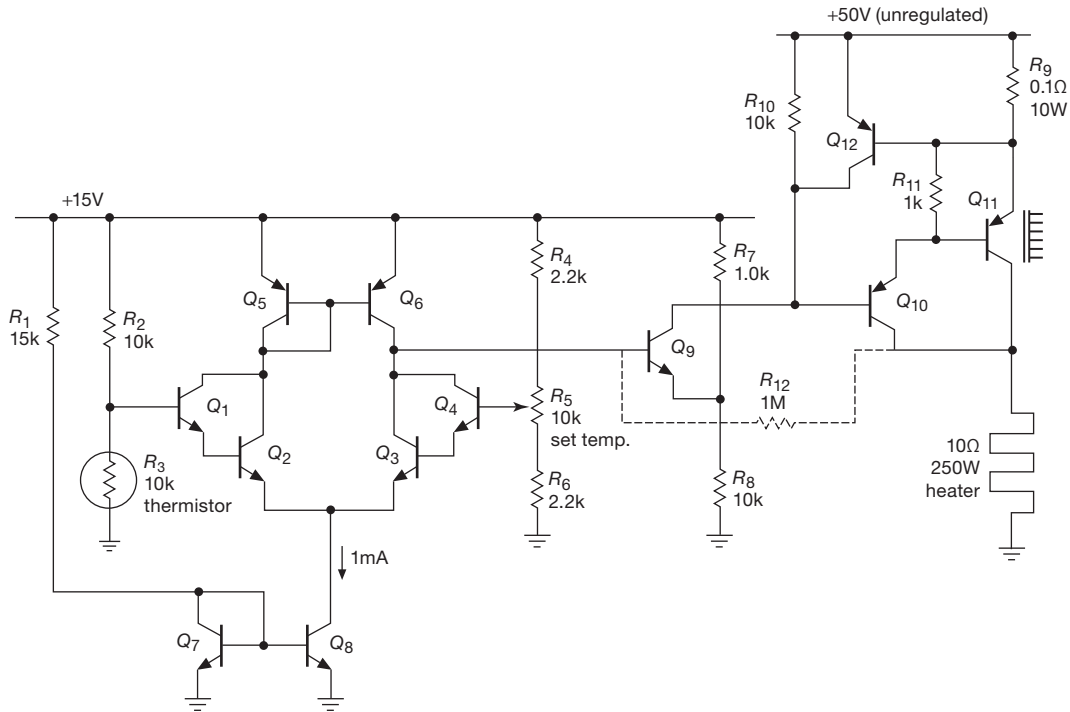 +50V (unregulated)
R9
0.1Ω
10W
R10
10k
Q12
R11
1k
Q11
+15V
R4
2.2k
R7
1.0k
Q5
Q6
Q10
R1
15k
R2
10k
Q9
R12
1M
Q1
Q4
R5
10k
set temp.
Q2
Q3
R3
10k
thermistor
R6
2.2k
R8
10k
10Ω
250W
heater
1mA
Q7
Q8